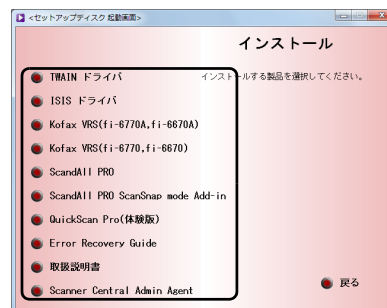 <セットアップディスク 起動画面>
インストール
インストールする製品を選択してください。
TWAIN ドライバ
ISIS ドライバ
Kofax VRS(fi-6770A,fi-6670A)
Kofax VRS(fi-6770,fi-6670)
ScandAll PRO
ScandAll PRO ScanSnap mode Add-in
QuickScan Pro(体験版)
Error Recovery Guide
取扱説明書
Scanner Central Admin Agent
戻る